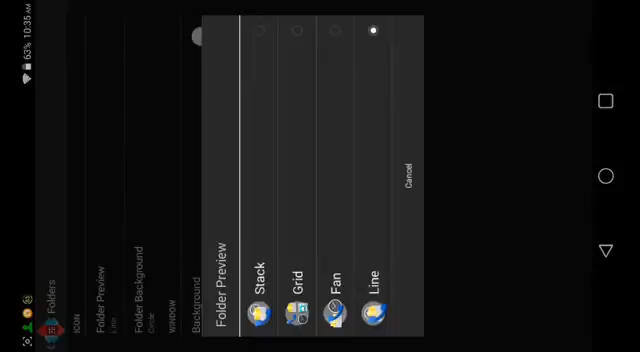 63% 10:35 AM
Folders
ICON
Folder Preview
Line
Folder Background
Circle
WINDOW
Background
Folder Preview
Stack
Grid
Fan
Line
Cancel